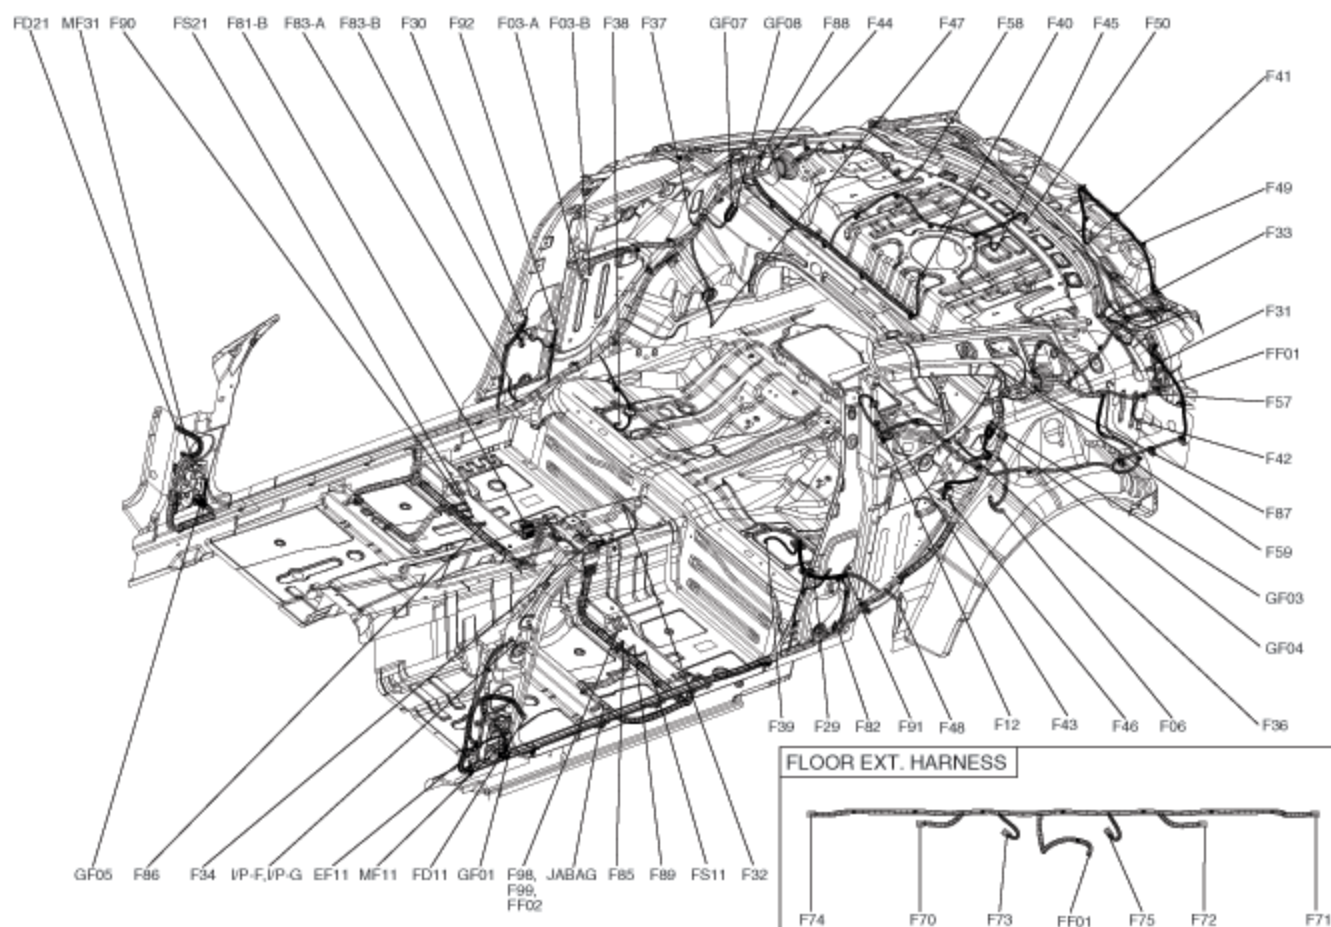 FD21 MF31 F90 FS21 F81-B F83-A F83-B F30 F92 F03-A F03-B F38 F37 GF07 GF08 F88 F44 F47 F58 F40 F45 F50
F41
F49
F33
F31
FF01
F57
F42
F87
F59
GF03
GF04
F39 F29 F82 F91 F48 F12 F43 F46 F06 F36
FLOOR EXT. HARNESS
GF05 F86 F34 I/P-F,I/P-G EF11 MF11 FD11 GF01 F98, JABAG F85 F89 FS11 F32
F99,
FF02
F74 F70 F73 FF01 F75 F72 F71